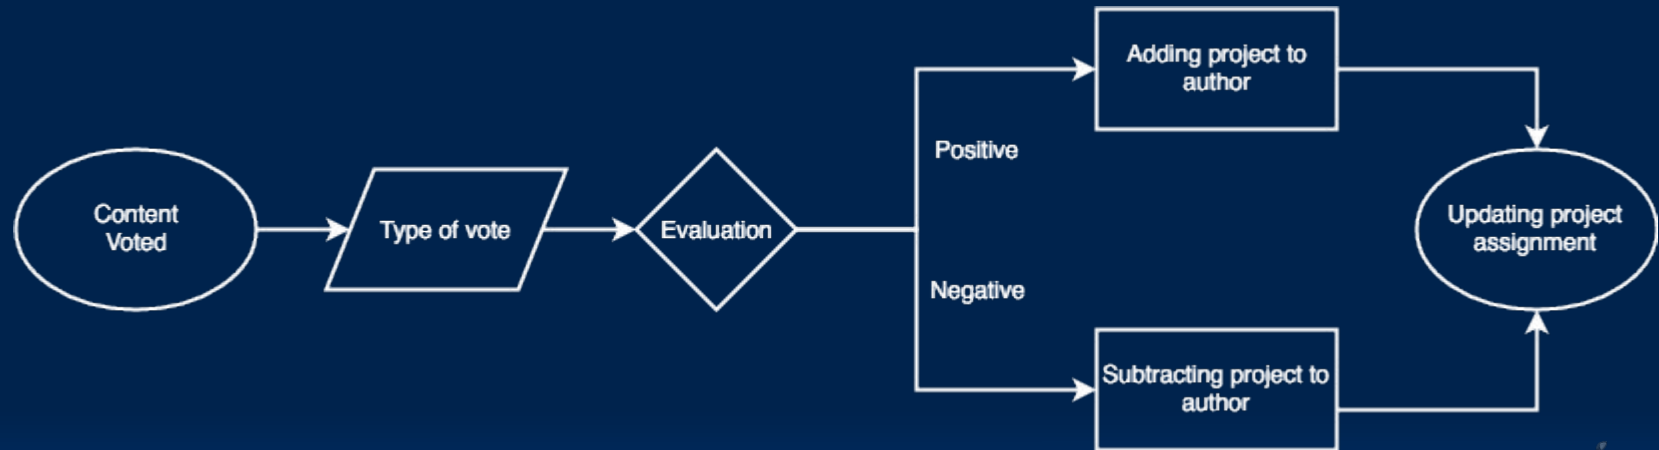 Content
Voted
Type of vote
Evaluation
Positive
Negative
Adding project to
author
Subtracting project to
author
Updating project
assignment